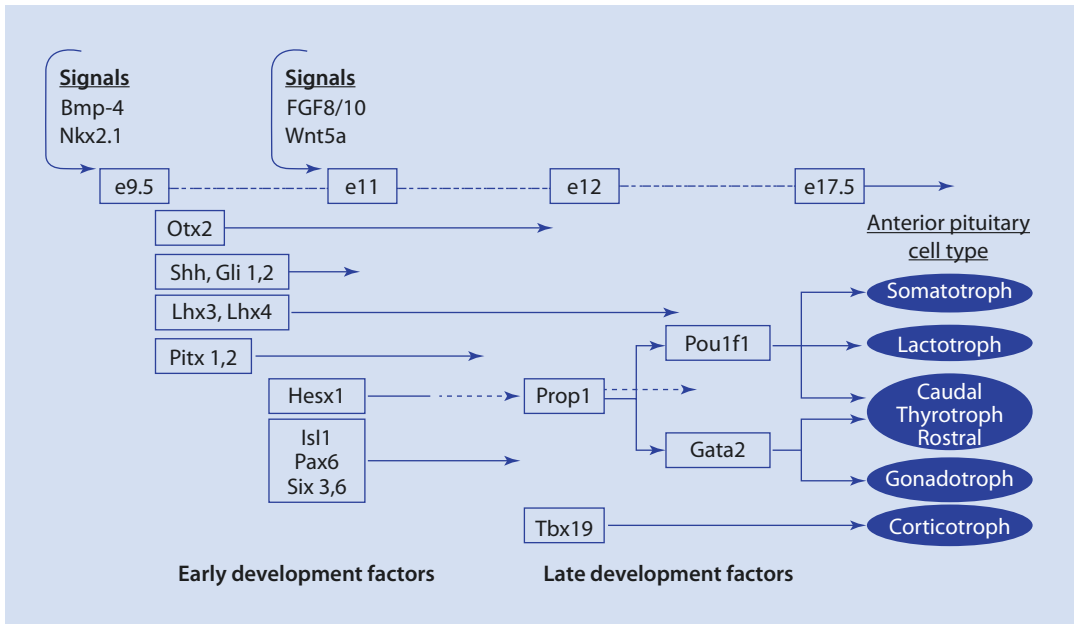 Signals
Bmp-4
Nkx2.1
Signals
FGF8/10
Wnt5a
e9.5
e11
e12
e17.5
Otx2
Shh, Gli 1,2
Lhx3, Lhx4
Pitx 1,2
Hesx1
Isl1
Pax6
Six 3,6
Prop1
Pou1f1
Gata2
Tbx19
Anterior pituitary
cell type
Somatotroph
Lactotroph
Caudal
Thyrotroph
Rostral
Gonadotroph
Corticotroph
Early development factors
Late development factors